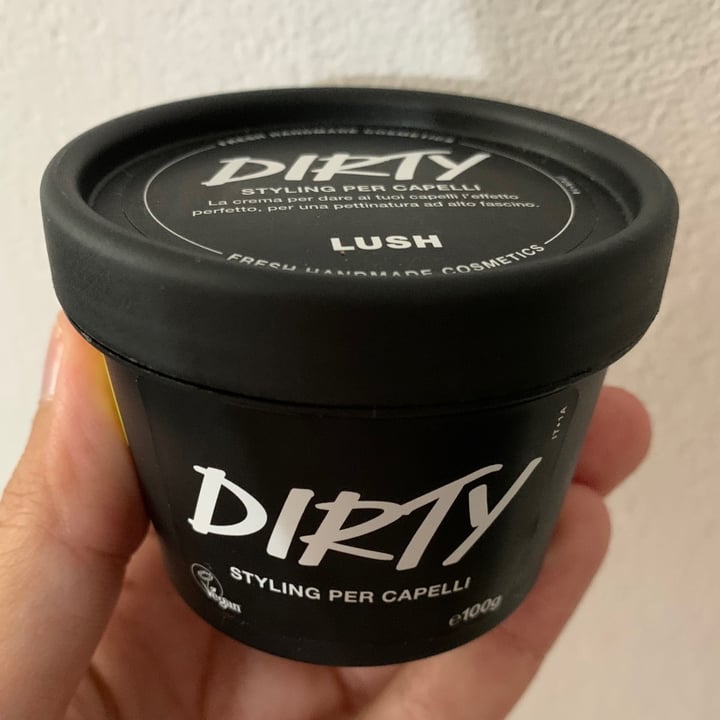 FRESH HANDMADE COSMETICS
DIRTY
STYLING PER CAPELLI
La crema per dare ai tuoi capelli l'effetto
perfetto, per una pettinatura ad alto fascino.
LUSH
FRESH HANDMADE COSMETICS
DIRTY
STYLING PER CAPELLI
Vegan
e100g